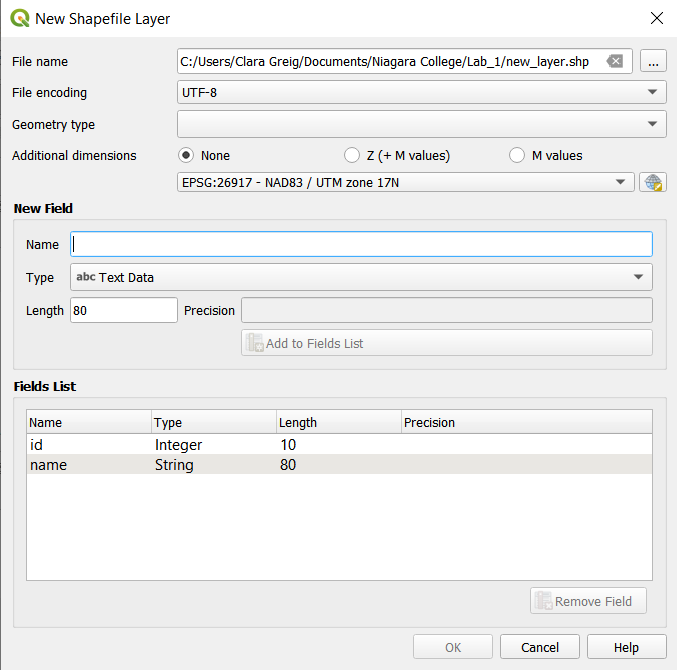 New Shapefile Layer
File name C:/Users/Clara Greig/Documents/Niagara College/Lab_1/new_layer.shp ...
File encoding UTF-8
Geometry type
Additional dimensions None Z (+ M values) M values
EPSG:26917 - NAD83 / UTM zone 17N
New Field
Name
Type abc Text Data
Length 80 Precision
Add to Fields List
Fields List
Name Type Length Precision
id Integer 10
name String 80
Remove Field
OK Cancel Help